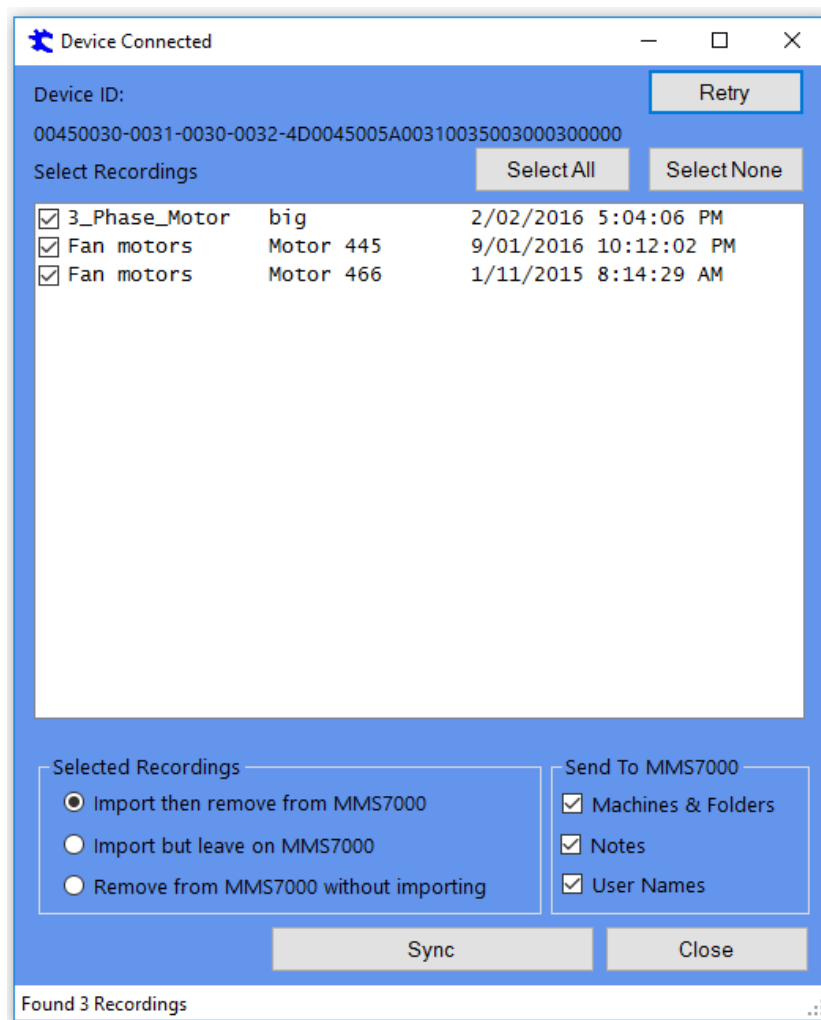 Device Connected
Device ID:
Retry
00450030-0031-0030-0032-4D0045005A00310035003000300000
Select Recordings
Select All
Select None
3_Phase_Motor big 2/02/2016 5:04:06 PM
Fan motors Motor 445 9/01/2016 10:12:02 PM
Fan motors Motor 466 1/11/2015 8:14:29 AM
Selected Recordings
Import then remove from MMS7000
Import but leave on MMS7000
Remove from MMS7000 without importing
Send To MMS7000
Machines & Folders
Notes
User Names
Sync
Close
Found 3 Recordings